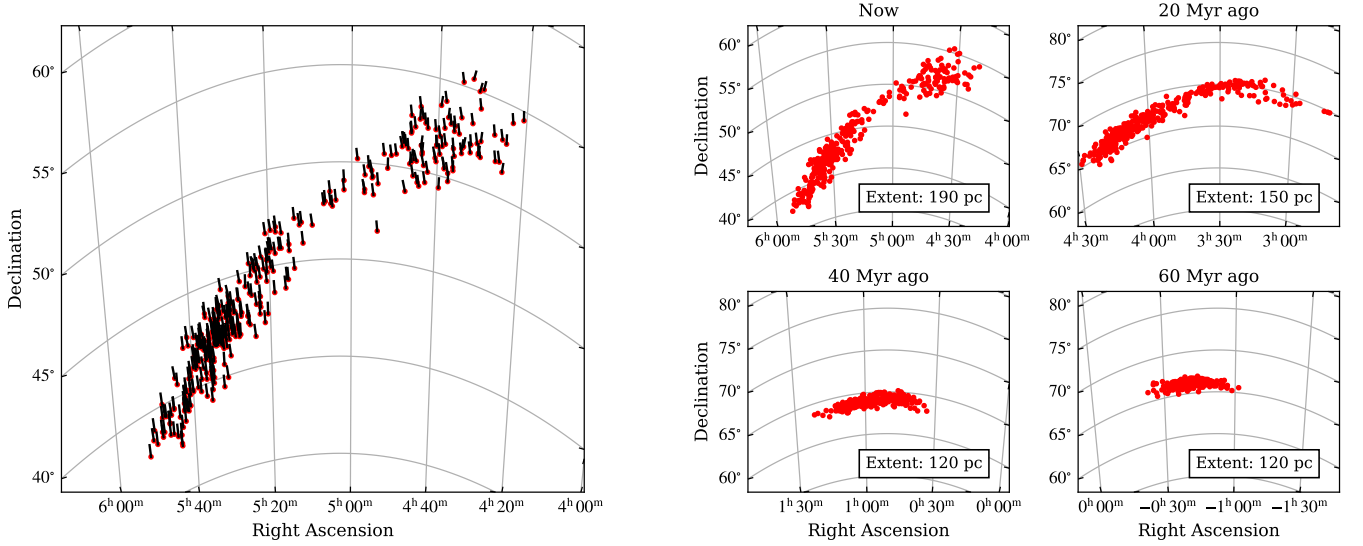 60°
55°
50°
45°
40°
Declination
6ʰ00ᵐ 5ʰ40ᵐ 5ʰ20ᵐ 5ʰ00ᵐ 4ʰ40ᵐ 4ʰ20ᵐ 4ʰ00ᵐ
Right Ascension
Now
60°
55°
50°
45°
40°
Declination
Extent: 190 pc
6ʰ00ᵐ 5ʰ30ᵐ 5ʰ00ᵐ 4ʰ30ᵐ 4ʰ00ᵐ
20 Myr ago
80°
75°
70°
65°
60°
Extent: 150 pc
4ʰ30ᵐ 4ʰ00ᵐ 3ʰ30ᵐ 3ʰ00ᵐ
40 Myr ago
80°
75°
70°
65°
60°
Declination
Extent: 120 pc
1ʰ30ᵐ 1ʰ00ᵐ 0ʰ30ᵐ 0ʰ00ᵐ
Right Ascension
60 Myr ago
80°
75°
70°
65°
60°
Extent: 120 pc
0ʰ00ᵐ −0ʰ30ᵐ −1ʰ00ᵐ −1ʰ30ᵐ
Right Ascension